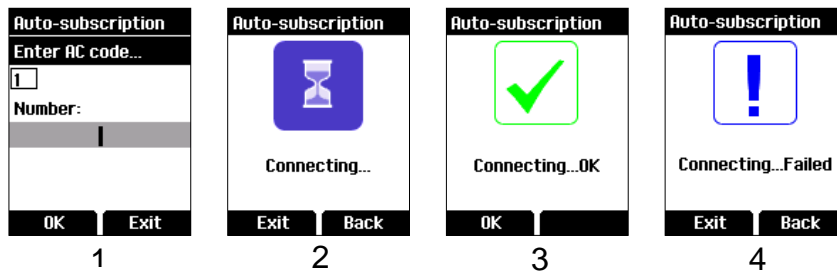 Auto-subscription
Enter AC code...
1
Number:
OK Exit
1
Auto-subscription
Connecting...
Exit Back
2
Auto-subscription
Connecting...OK
OK
3
Auto-subscription
Connecting...Failed
Exit Back
4